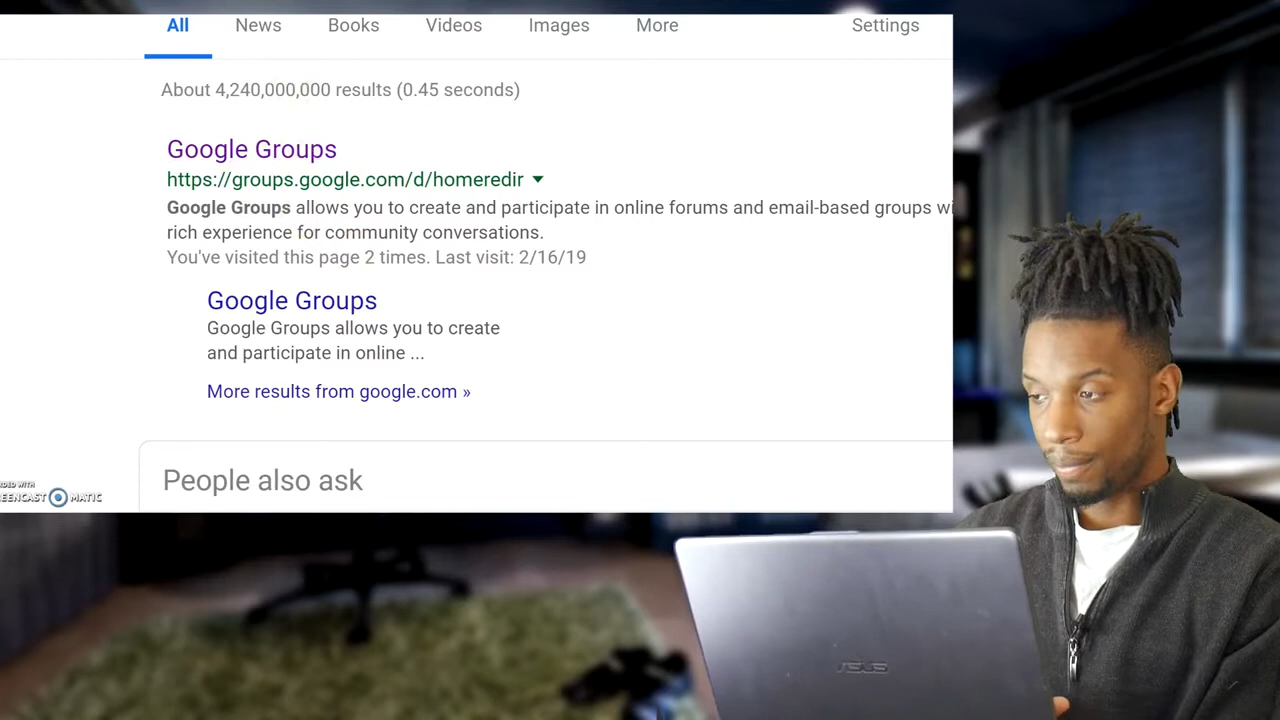 All News Books Videos Images More Settings
About 4,240,000,000 results (0.45 seconds)
Google Groups
https://groups.google.com/d/homeredir
Google Groups allows you to create and participate in online forums and email-based groups wi
rich experience for community conversations.
You've visited this page 2 times. Last visit: 2/16/19
Google Groups
Google Groups allows you to create
and participate in online ...
More results from google.com »
People also ask
MATIC
ASUS